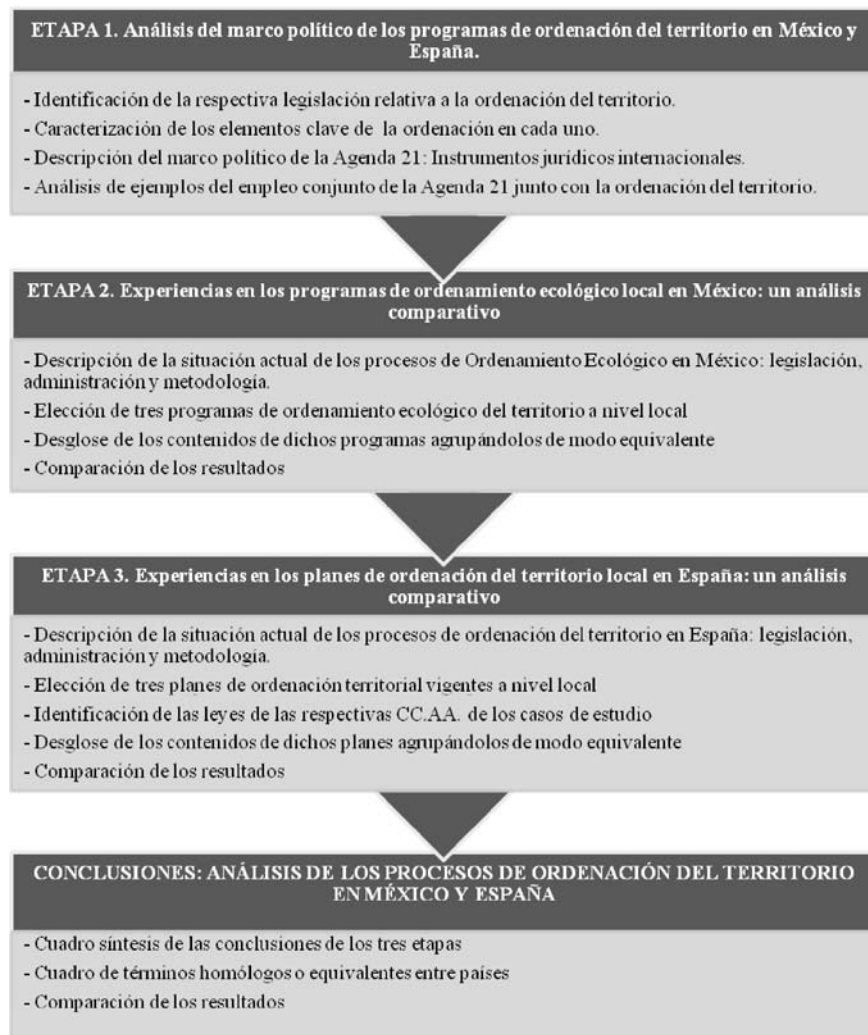 ETAPA 1. Análisis del marco político de los programas de ordenación del territorio en México y
España.
- Identificación de la respectiva legislación relativa a la ordenación del territorio.
- Caracterización de los elementos clave de la ordenación en cada uno.
- Descripción del marco político de la Agenda 21: Instrumentos jurídicos internacionales.
- Análisis de ejemplos del empleo conjunto de la Agenda 21 junto con la ordenación del territorio.
ETAPA 2. Experiencias en los programas de ordenamiento ecológico local en México: un análisis
comparativo
- Descripción de la situación actual de los procesos de Ordenamiento Ecológico en México: legislación,
administración y metodología.
- Elección de tres programas de ordenamiento ecológico del territorio a nivel local
- Desglose de los contenidos de dichos programas agrupándolos de modo equivalente
- Comparación de los resultados
ETAPA 3. Experiencias en los planes de ordenación del territorio local en España: un análisis
comparativo
- Descripción de la situación actual de los procesos de ordenación del territorio en España: legislación,
administración y metodología.
- Elección de tres planes de ordenación territorial vigentes a nivel local
- Identificación de las leyes de las respectivas CC.AA. de los casos de estudio
- Desglose de los contenidos de dichos planes agrupándolos de modo equivalente
- Comparación de los resultados
CONCLUSIONES: ANÁLISIS DE LOS PROCESOS DE ORDENACIÓN DEL TERRITORIO
EN MÉXICO Y ESPAÑA
- Cuadro síntesis de las conclusiones de los tres etapas
- Cuadro de términos homólogos o equivalentes entre países
- Comparación de los resultados